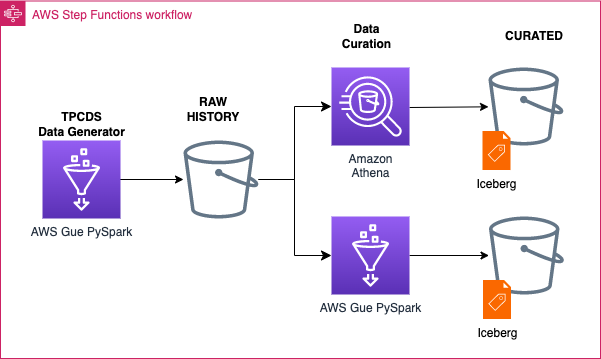 AWS Step Functions workflow
Data
Curation
CURATED
TPCDS
Data Generator
RAW
HISTORY
Amazon
Athena
Iceberg
AWS Gue PySpark
AWS Gue PySpark
Iceberg